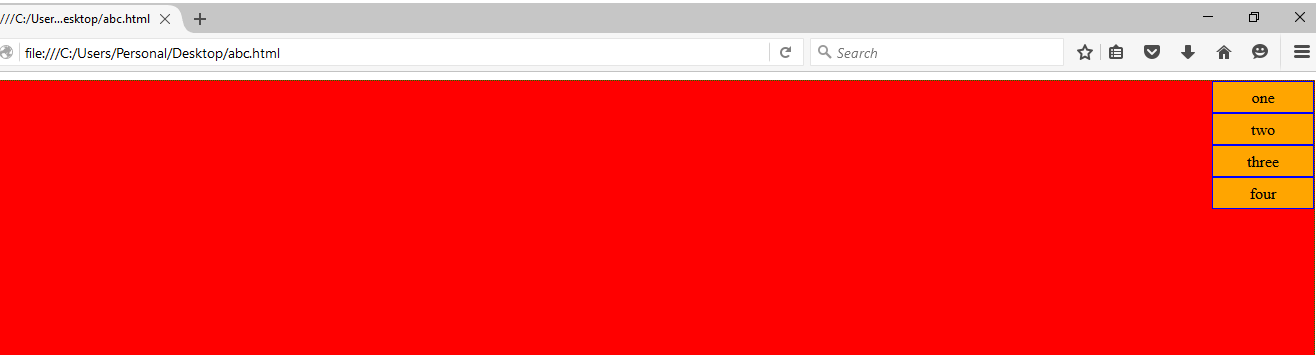 ///C:/User...esktop/abc.html
file:///C:/Users/Personal/Desktop/abc.html
Search
one
two
three
four